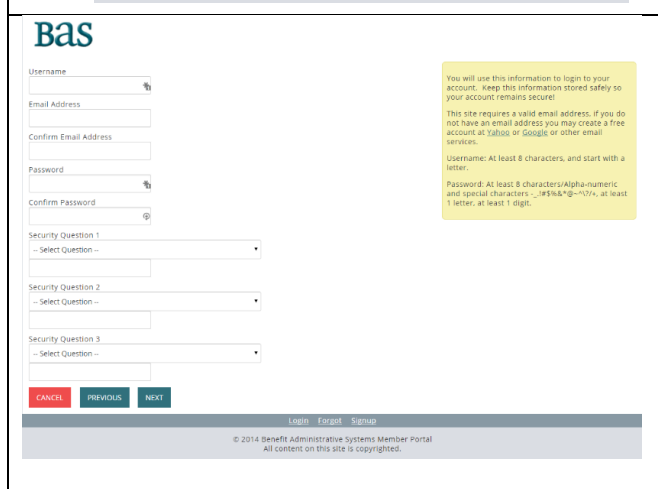 Bas
Username
Email Address
Confirm Email Address
Password
Confirm Password
Security Question 1
-- Select Question --
Security Question 2
-- Select Question --
Security Question 3
-- Select Question --
CANCEL PREVIOUS NEXT
You will use this information to login to your
account. Keep this information stored safely so
your account remains secure!
This site requires a valid email address, if you do
not have an email address you may create a free
account at Yahoo or Google or other email
services.
Username: At least 8 characters, and start with a
letter.
Password: At least 8 characters/Alpha-numeric
and special characters -_.!#$%&*@~^\?/+, at least
1 letter, at least 1 digit.
Login Forgot Signup
© 2014 Benefit Administrative Systems Member Portal
All content on this site is copyrighted.